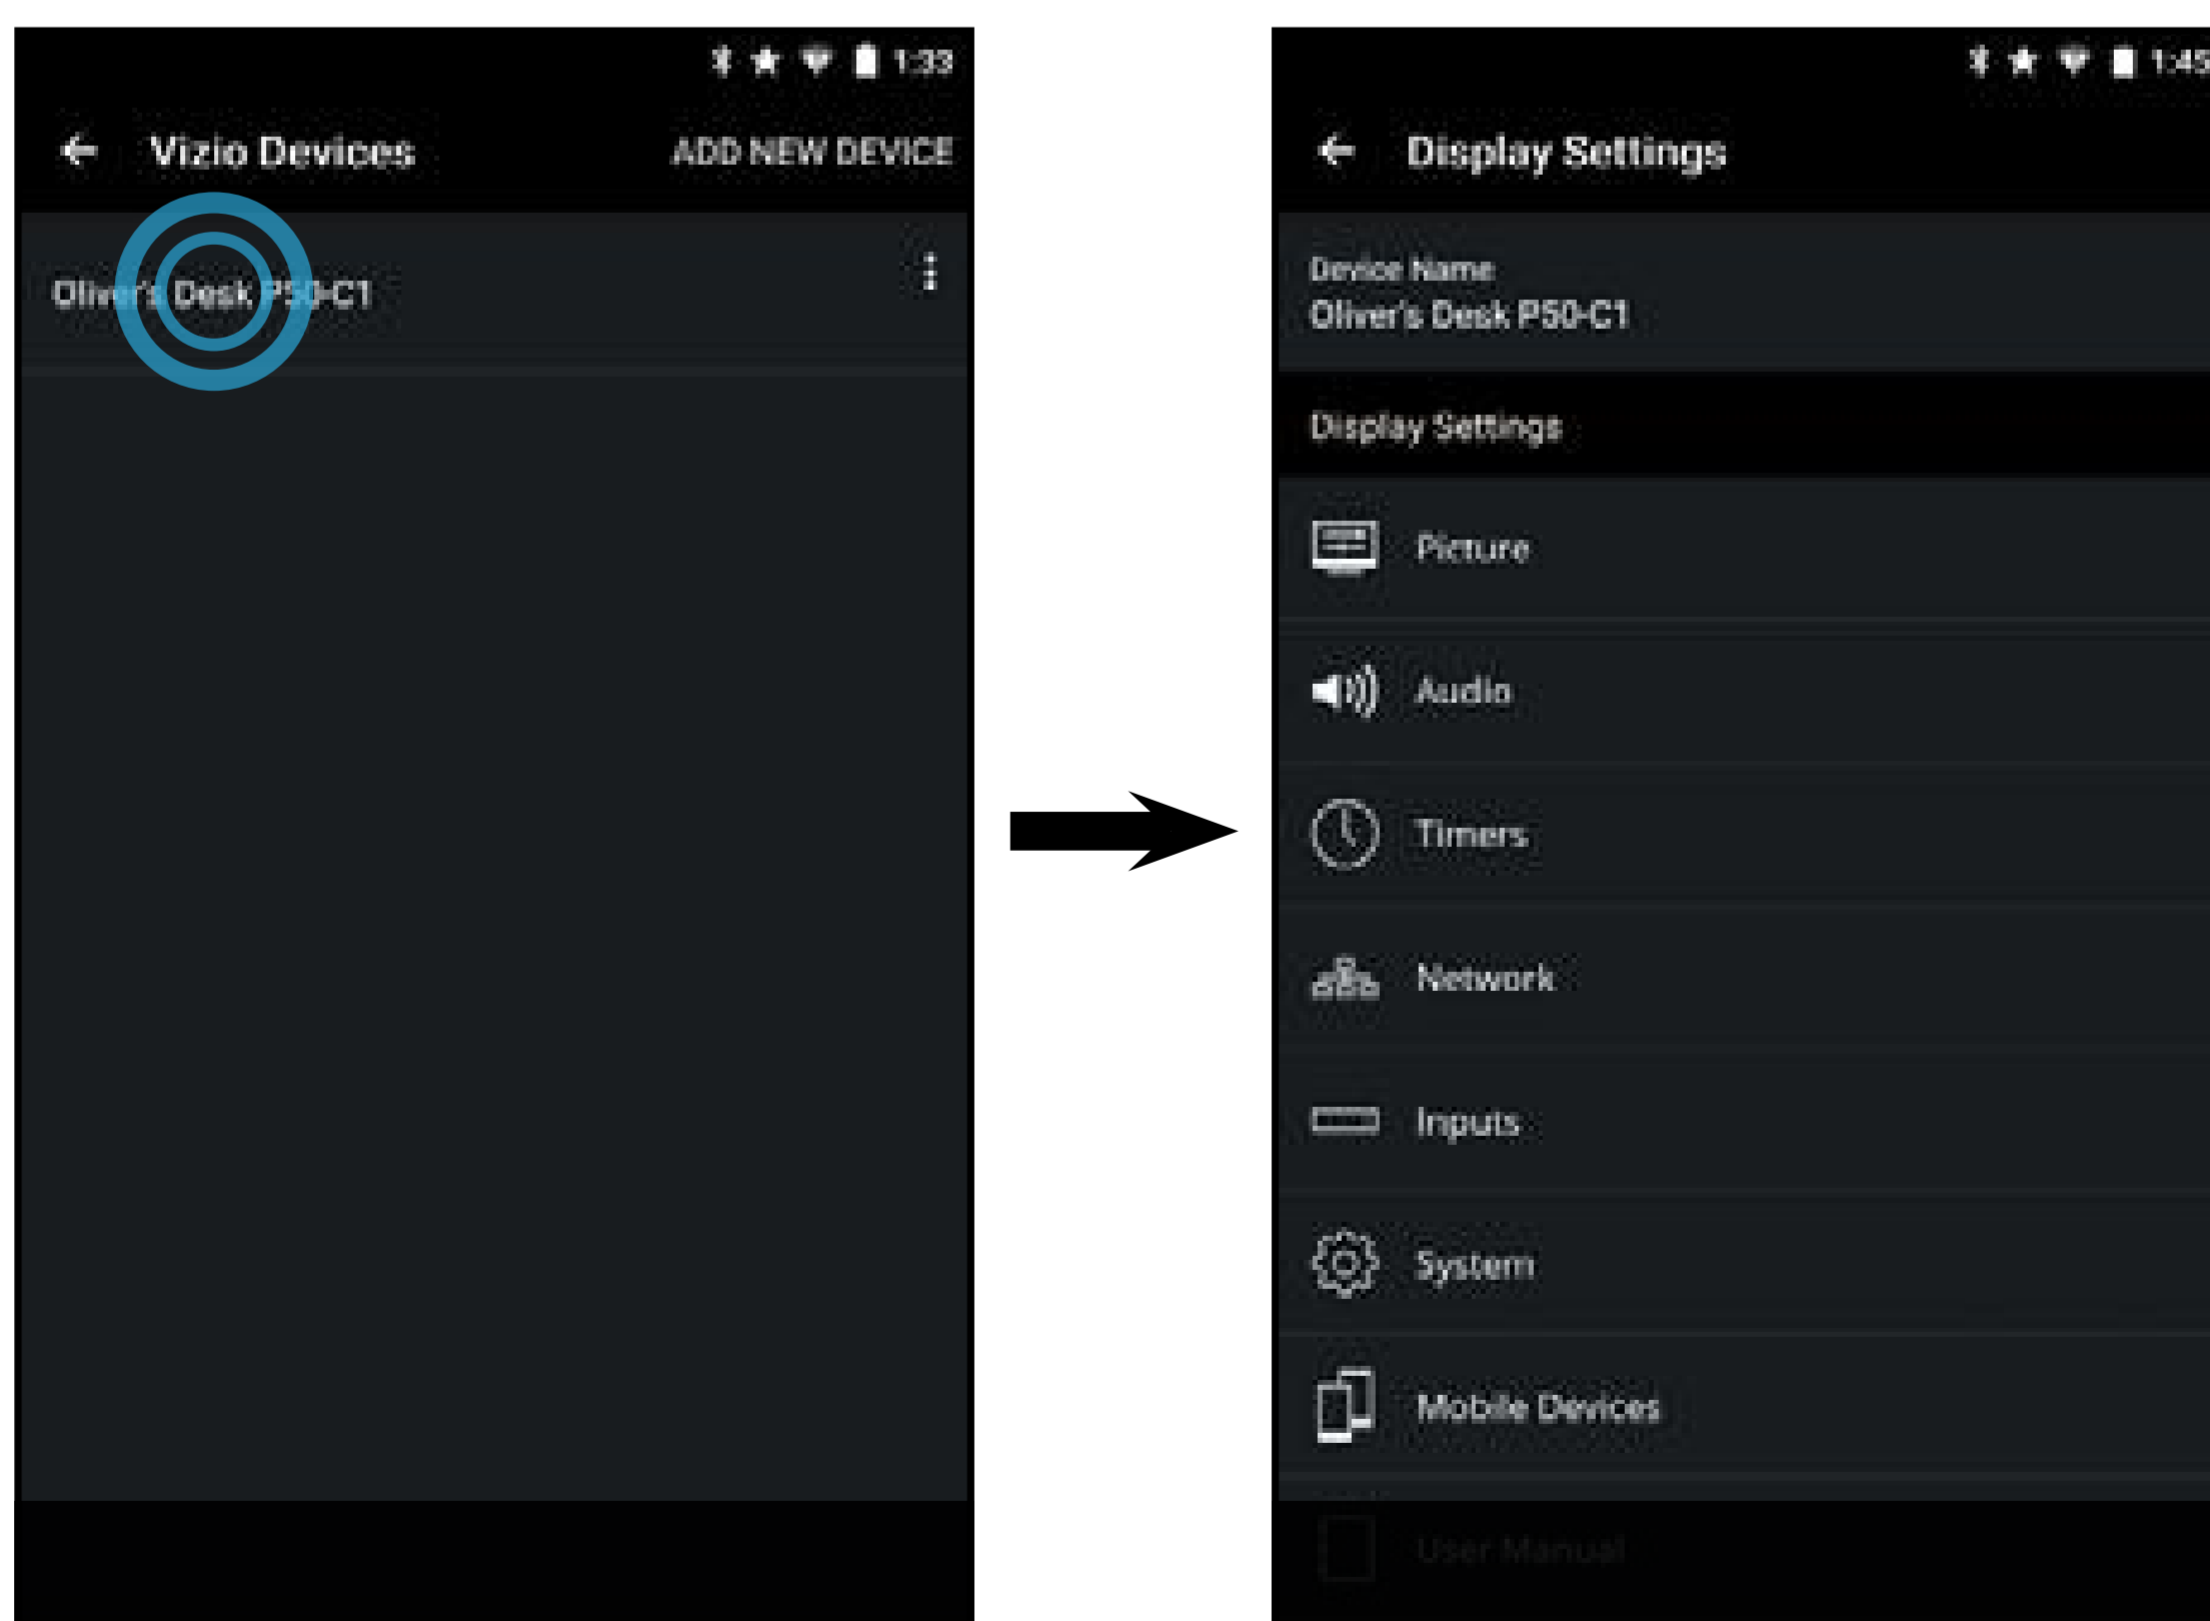 1:33
Vizio Devices ADD NEW DEVICE
Oliver's Desk P50-C1
1:45
Display Settings
Device Name
Oliver's Desk P50-C1
Display Settings
Picture
Audio
Timers
Network
Inputs
System
Mobile Devices
User Manual